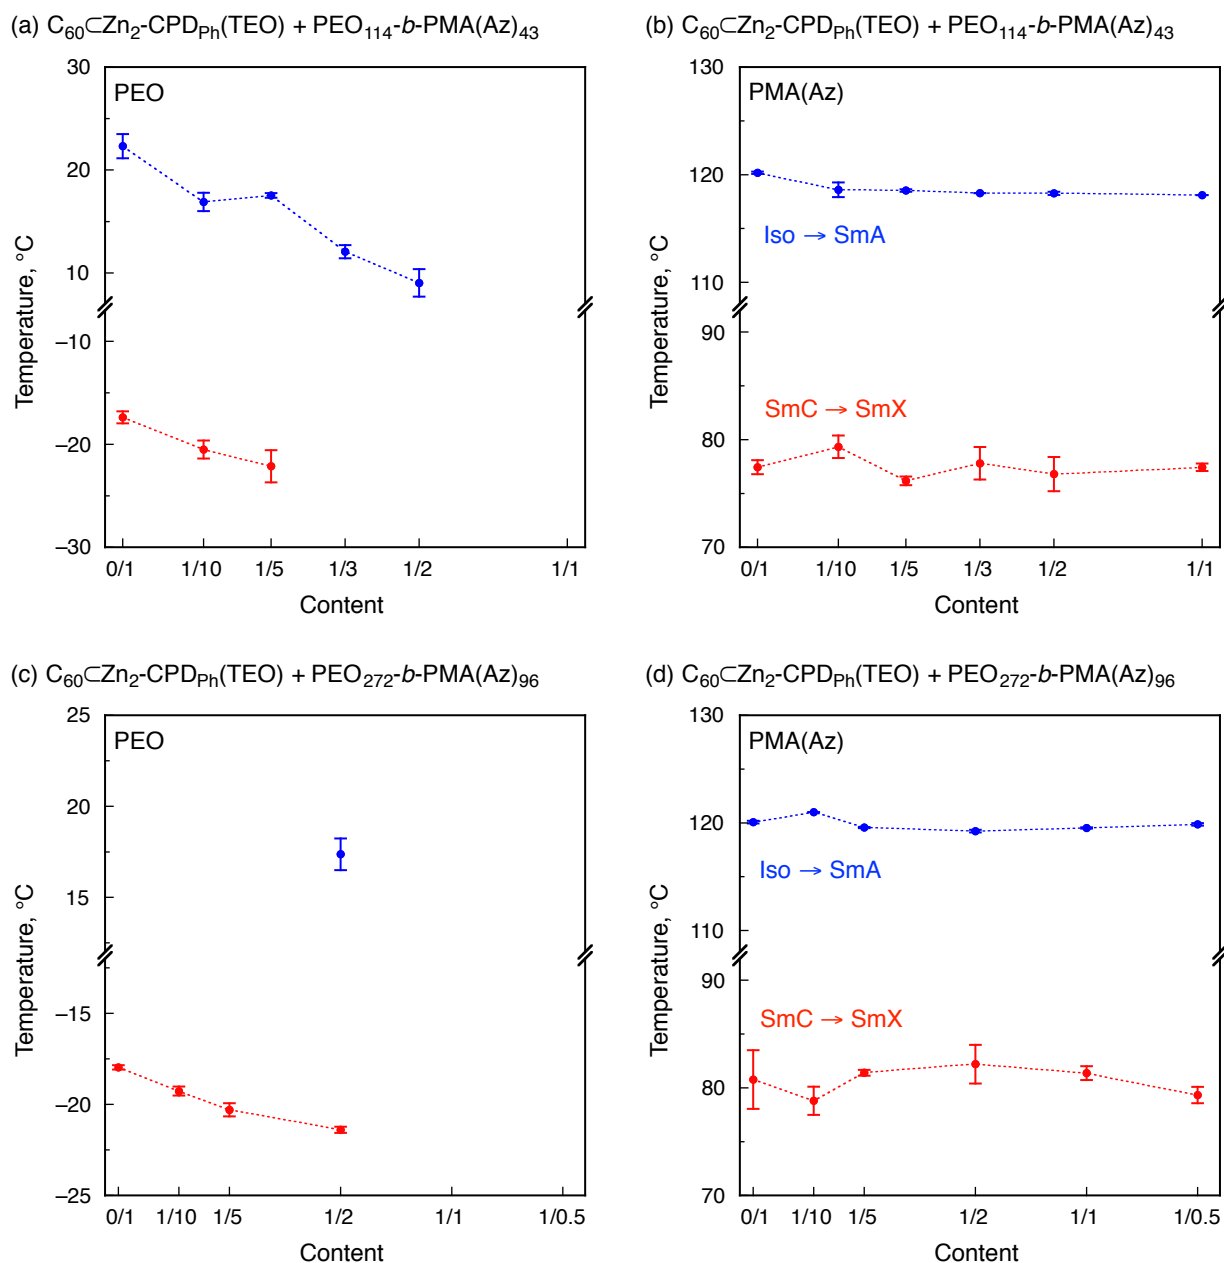 (a) C₆₀⊂Zn₂-CPD_Ph(TEO) + PEO₁₁₄-b-PMA(Az)₄₃
30
PEO
20
10
–10
–20
–30
Temperature, °C
0/1 1/10 1/5 1/3 1/2 1/1
Content
(b) C₆₀⊂Zn₂-CPD_Ph(TEO) + PEO₁₁₄-b-PMA(Az)₄₃
130
PMA(Az)
120
Iso → SmA
110
90
SmC → SmX
80
70
Temperature, °C
0/1 1/10 1/5 1/3 1/2 1/1
Content
(c) C₆₀⊂Zn₂-CPD_Ph(TEO) + PEO₂₇₂-b-PMA(Az)₉₆
25
PEO
20
15
–15
–20
–25
Temperature, °C
0/1 1/10 1/5 1/2 1/1 1/0.5
Content
(d) C₆₀⊂Zn₂-CPD_Ph(TEO) + PEO₂₇₂-b-PMA(Az)₉₆
130
PMA(Az)
120
Iso → SmA
110
90
SmC → SmX
80
70
Temperature, °C
0/1 1/10 1/5 1/2 1/1 1/0.5
Content